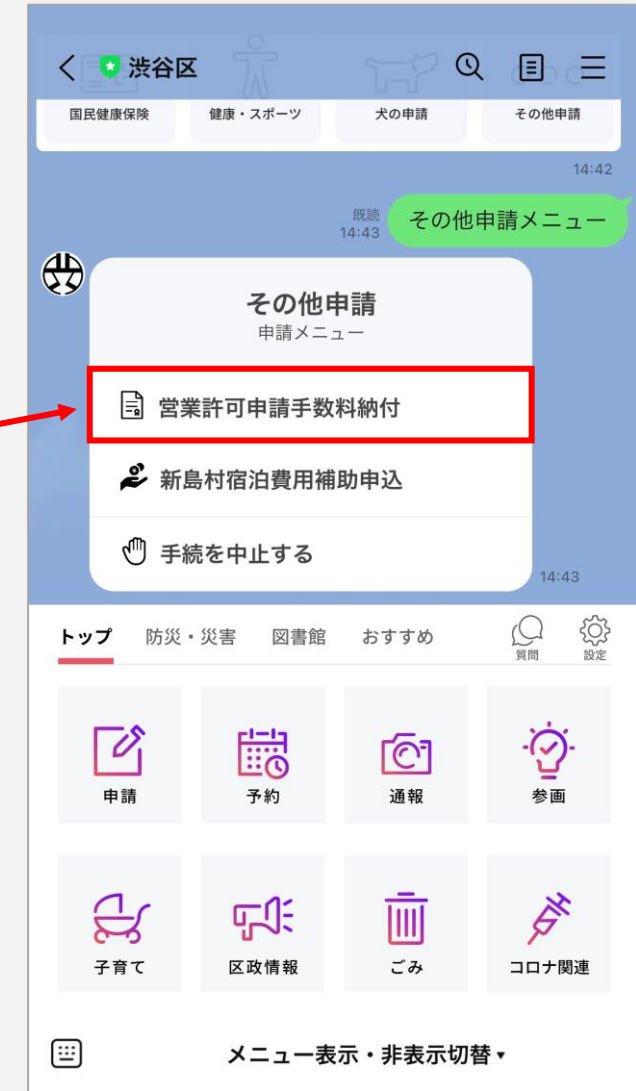 渋谷区
国民健康保険 健康・スポーツ 犬の申請 その他申請
14:42
既読
14:43
その他申請メニュー
その他申請
申請メニュー
営業許可申請手数料納付
新島村宿泊費用補助申込
手続を中止する
14:43
トップ 防災・災害 図書館 おすすめ 質問 設定
申請 予約 通報 参画
子育て 区政情報 ごみ コロナ関連
メニュー表示・非表示切替▾